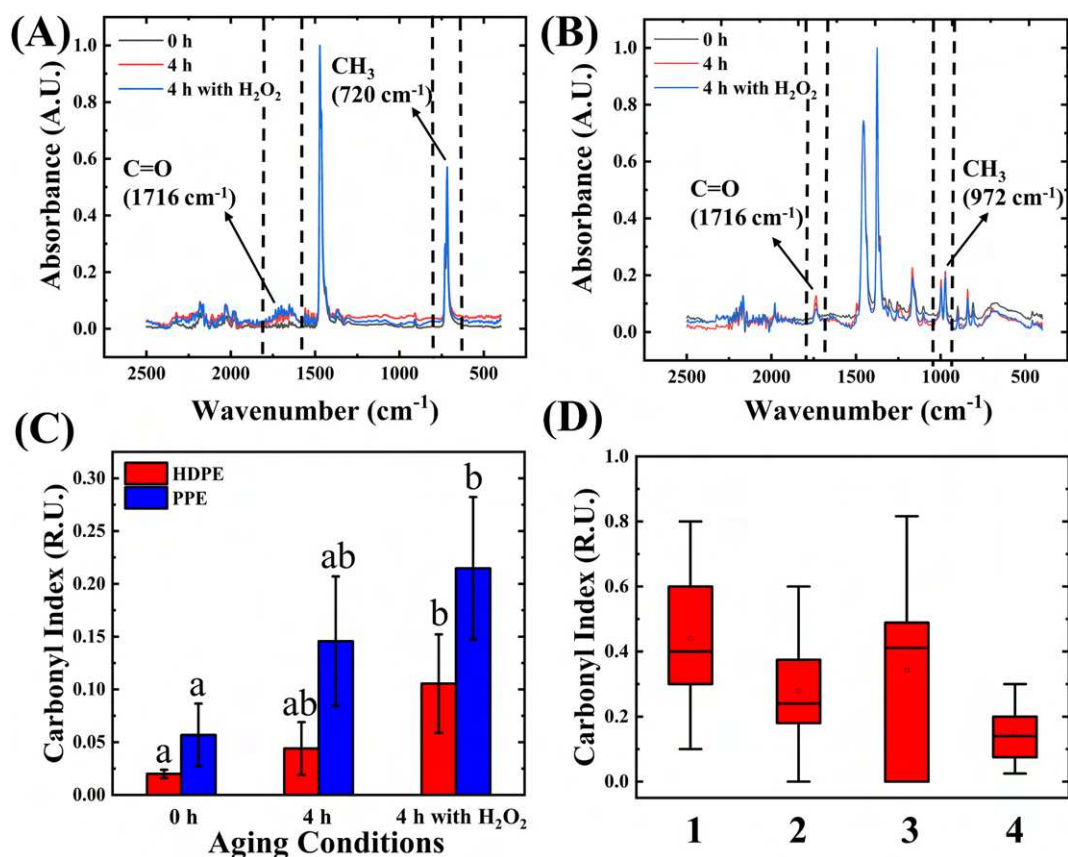 (A)
0 h
4 h
4 h with H₂O₂
CH₃
(720 cm⁻¹)
C=O
(1716 cm⁻¹)
1.0
0.8
0.6
0.4
0.2
0.0
Absorbance (A.U.)
2500
2000
1500
1000
500
Wavenumber (cm⁻¹)
(B)
0 h
4 h
4 h with H₂O₂
C=O
(1716 cm⁻¹)
CH₃
(972 cm⁻¹)
1.0
0.8
0.6
0.4
0.2
0.0
Absorbance (A.U.)
2500
2000
1500
1000
500
Wavenumber (cm⁻¹)
(C)
HDPE
PPE
0.30
0.25
0.20
0.15
0.10
0.05
0.00
Carbonyl Index (R.U.)
a
a
ab
ab
b
b
0 h
4 h
4 h with H₂O₂
Aging Conditions
(D)
1.0
0.8
0.6
0.4
0.2
0.0
Carbonyl Index (R.U.)
1
2
3
4